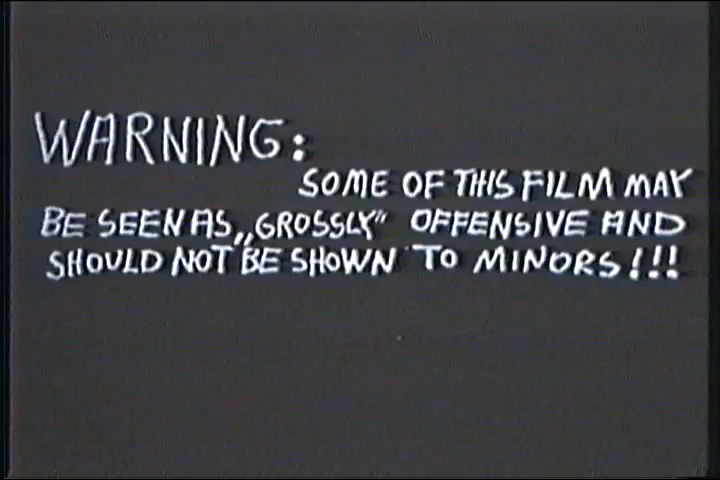 WARNING:
SOME OF THIS FILM MAY
BE SEEN AS „GROSSLY” OFFENSIVE AND
SHOULD NOT BE SHOWN TO MINORS!!!